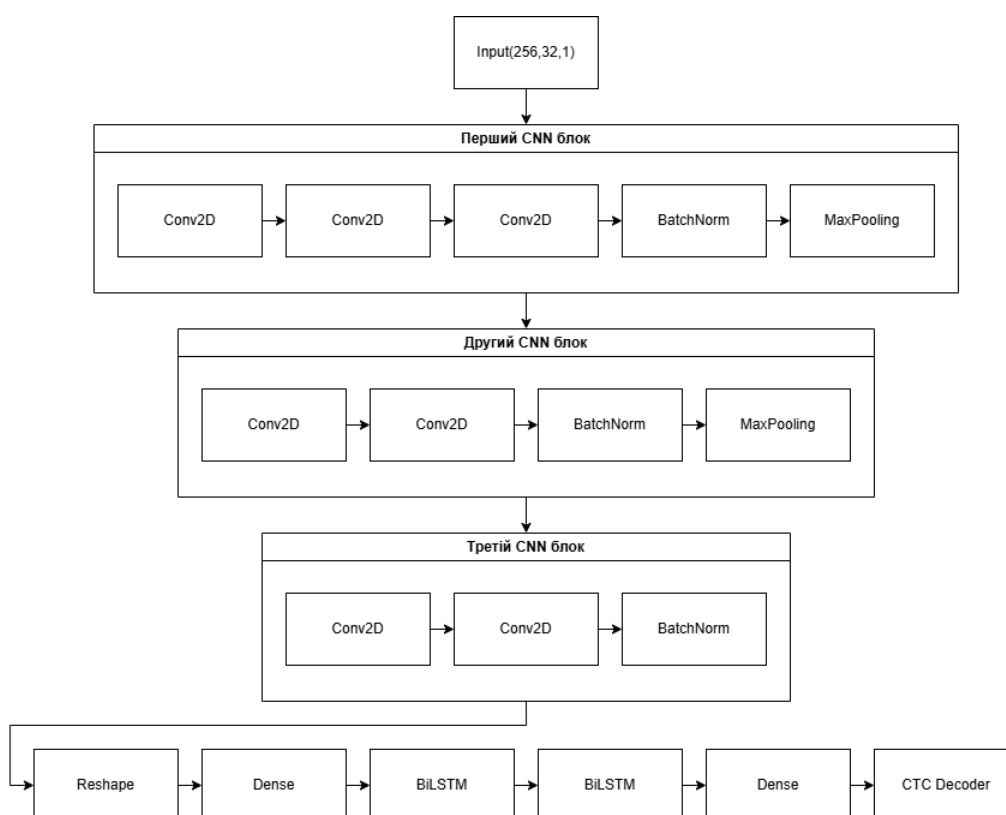 Input(256,32,1)
Перший CNN блок
Conv2D
Conv2D
Conv2D
BatchNorm
MaxPooling
Другий CNN блок
Conv2D
Conv2D
BatchNorm
MaxPooling
Третій CNN блок
Conv2D
Conv2D
BatchNorm
Reshape
Dense
BiLSTM
BiLSTM
Dense
CTC Decoder